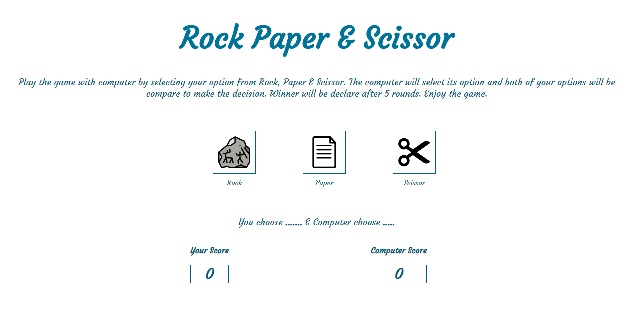 Rock Paper & Scissor
Play the game with computer by selecting your option from Rock, Paper & Scissor. The computer will select its option and both of your options will be
compare to make the decision. Winner will be declare after 5 rounds. Enjoy the game.
Rock Paper Scissor
You choose ........ & Computer choose ......
Your Score Computer Score
0 0